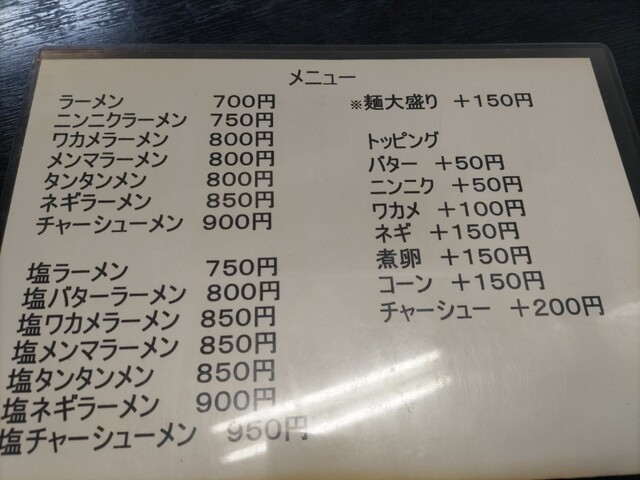 メニュー
ラーメン 700円
ニンニクラーメン 750円
ワカメラーメン 800円
メンマラーメン 800円
タンタンメン 800円
ネギラーメン 850円
チャーシューメン 900円
塩ラーメン 750円
塩バターラーメン 800円
塩ワカメラーメン 850円
塩メンマラーメン 850円
塩タンタンメン 850円
塩ネギラーメン 900円
塩チャーシューメン 950円
※麺大盛り +150円
トッピング
バター +50円
ニンニク +50円
ワカメ +100円
ネギ +150円
煮卵 +150円
コーン +150円
チャーシュー +200円